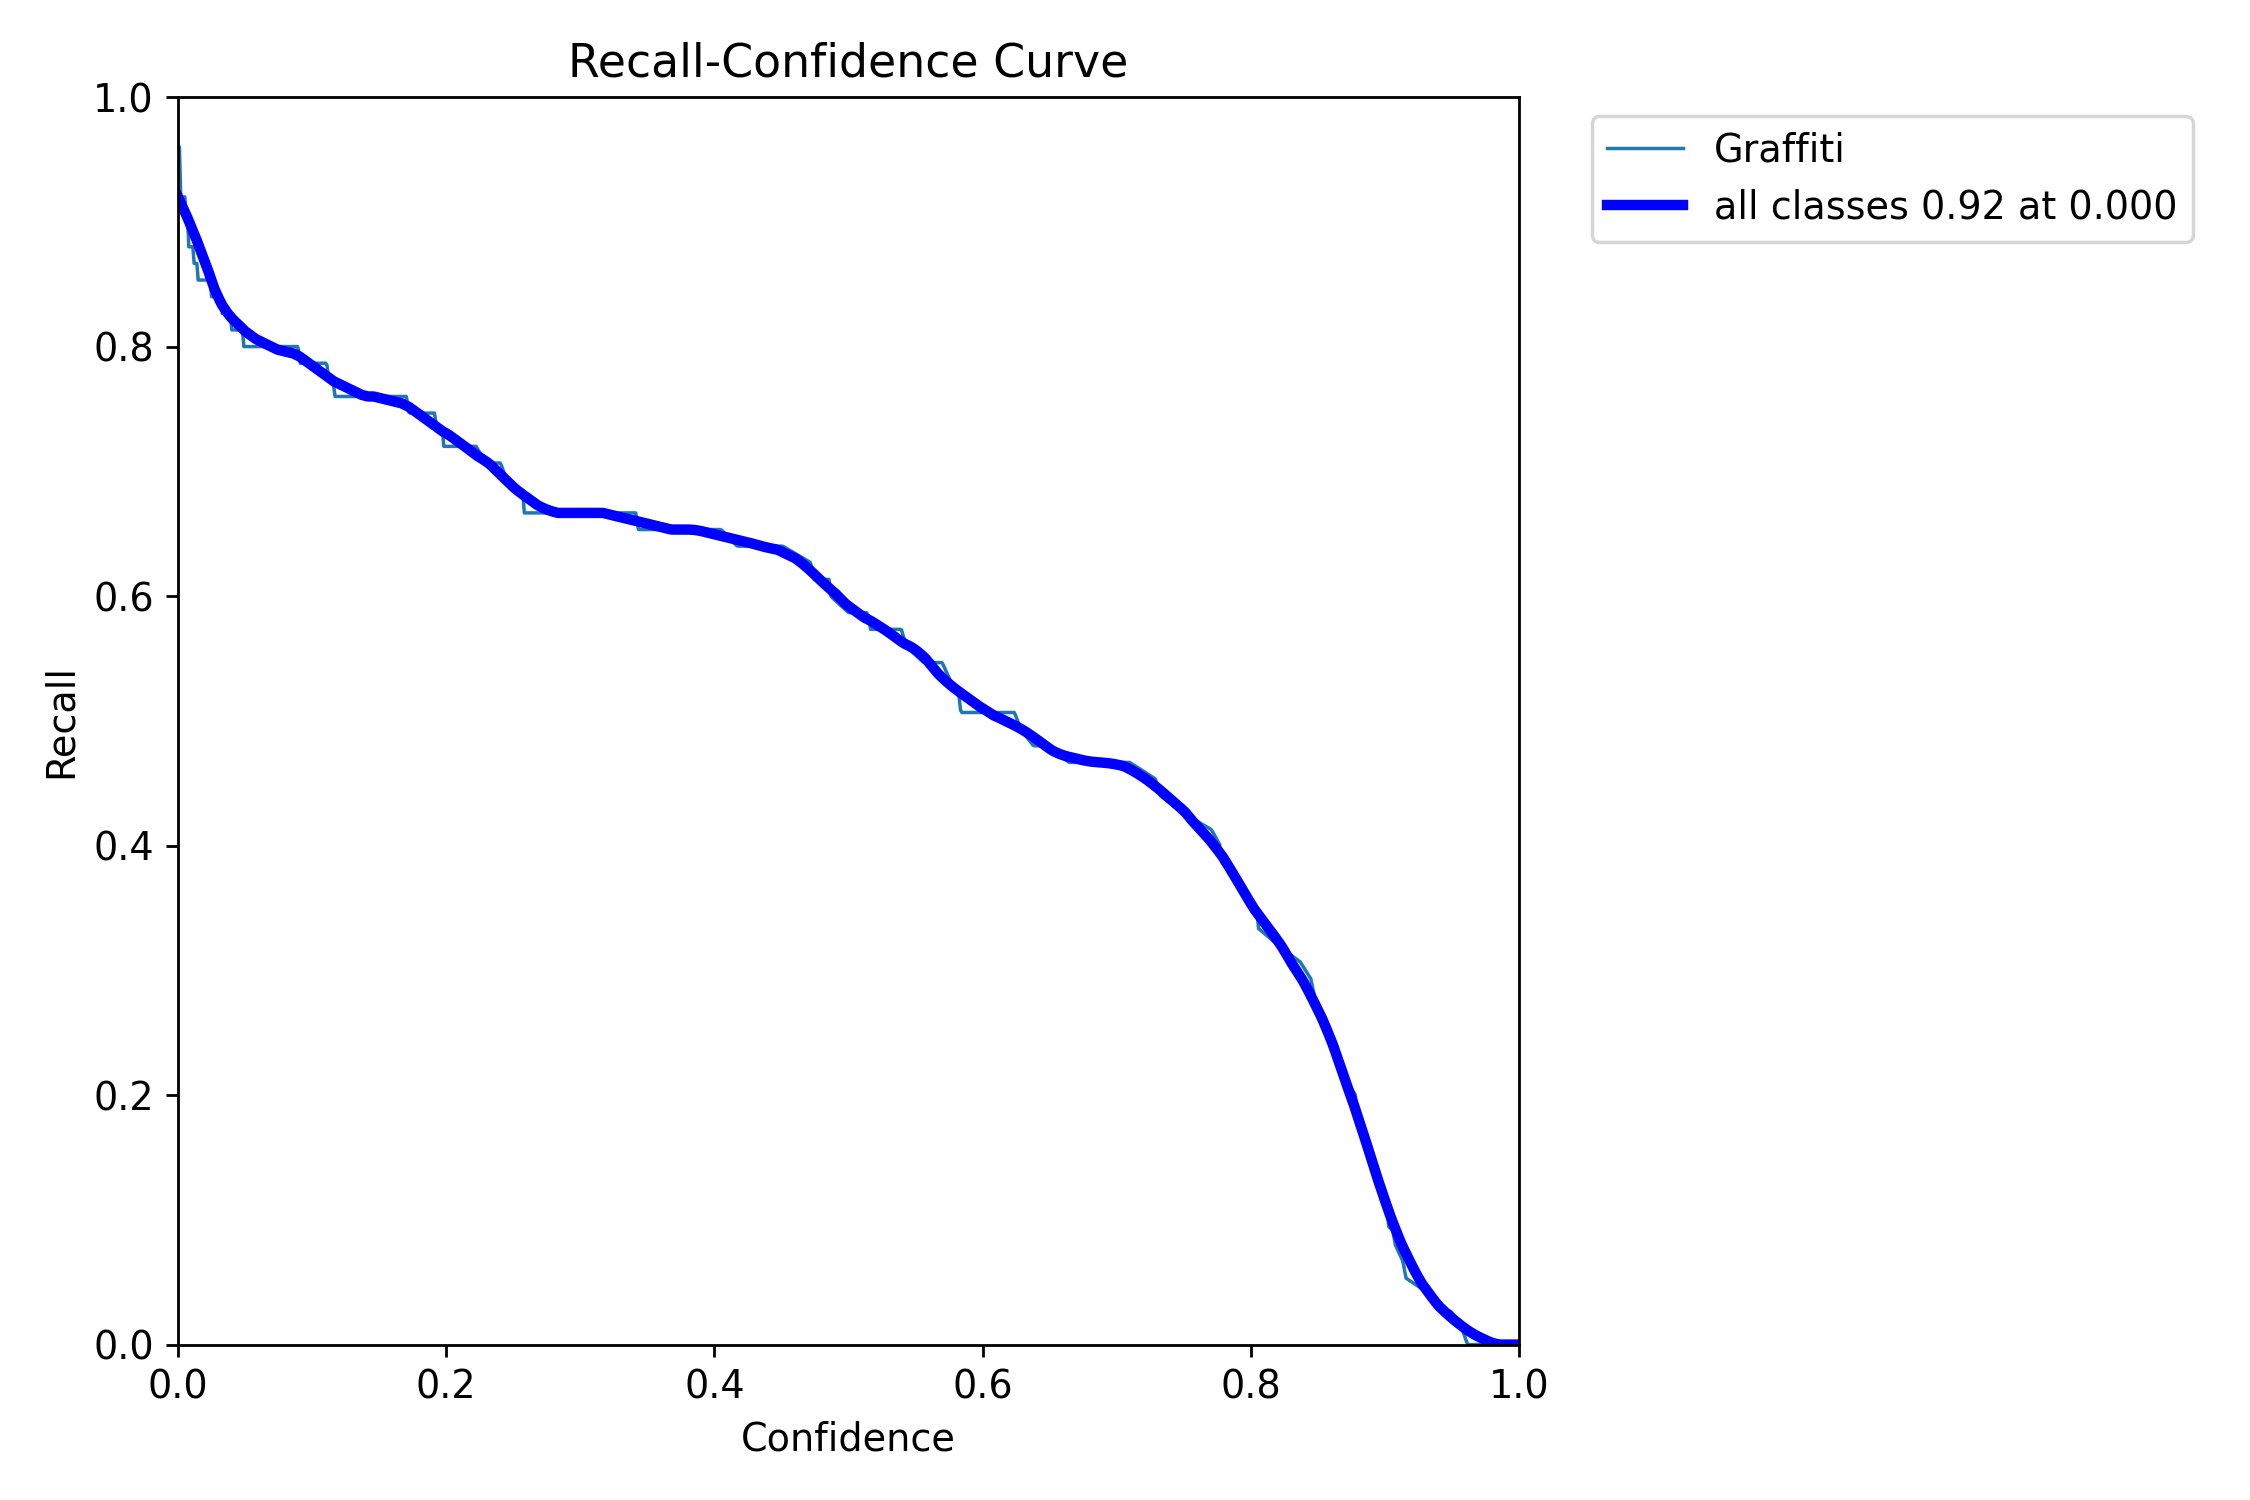 Recall-Confidence Curve
1.0
0.8
0.6
0.4
0.2
0.0
Recall
0.0 0.2 0.4 0.6 0.8 1.0
Confidence
Graffiti
all classes 0.92 at 0.000